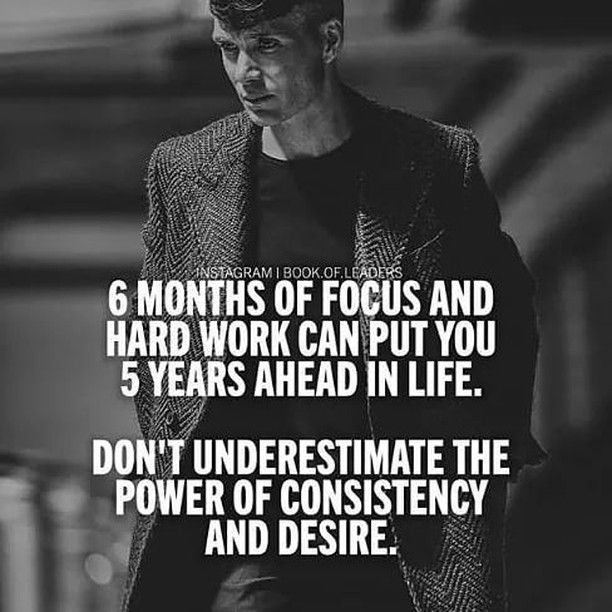 INSTAGRAM | BOOK.OF.LEADERS
6 MONTHS OF FOCUS AND
HARD WORK CAN PUT YOU
5 YEARS AHEAD IN LIFE.
DON'T UNDERESTIMATE THE
POWER OF CONSISTENCY
AND DESIRE.